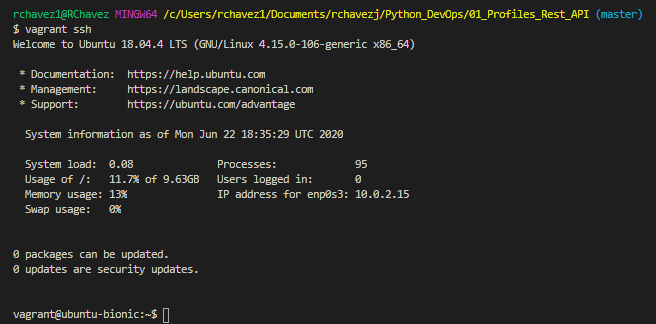 rchavez1@RChavez MINGW64 /c/Users/rchavez1/Documents/rchavezj/Python_DevOps/01_Profiles_Rest_API (master)
$ vagrant ssh
Welcome to Ubuntu 18.04.4 LTS (GNU/Linux 4.15.0-106-generic x86_64)
* Documentation:  https://help.ubuntu.com
* Management:     https://landscape.canonical.com
* Support:        https://ubuntu.com/advantage
System information as of Mon Jun 22 18:35:29 UTC 2020
System load:  0.08              Processes:             95
Usage of /:   11.7% of 9.63GB   Users logged in:       0
Memory usage: 13%               IP address for enp0s3: 10.0.2.15
Swap usage:   0%
0 packages can be updated.
0 updates are security updates.
vagrant@ubuntu-bionic:~$